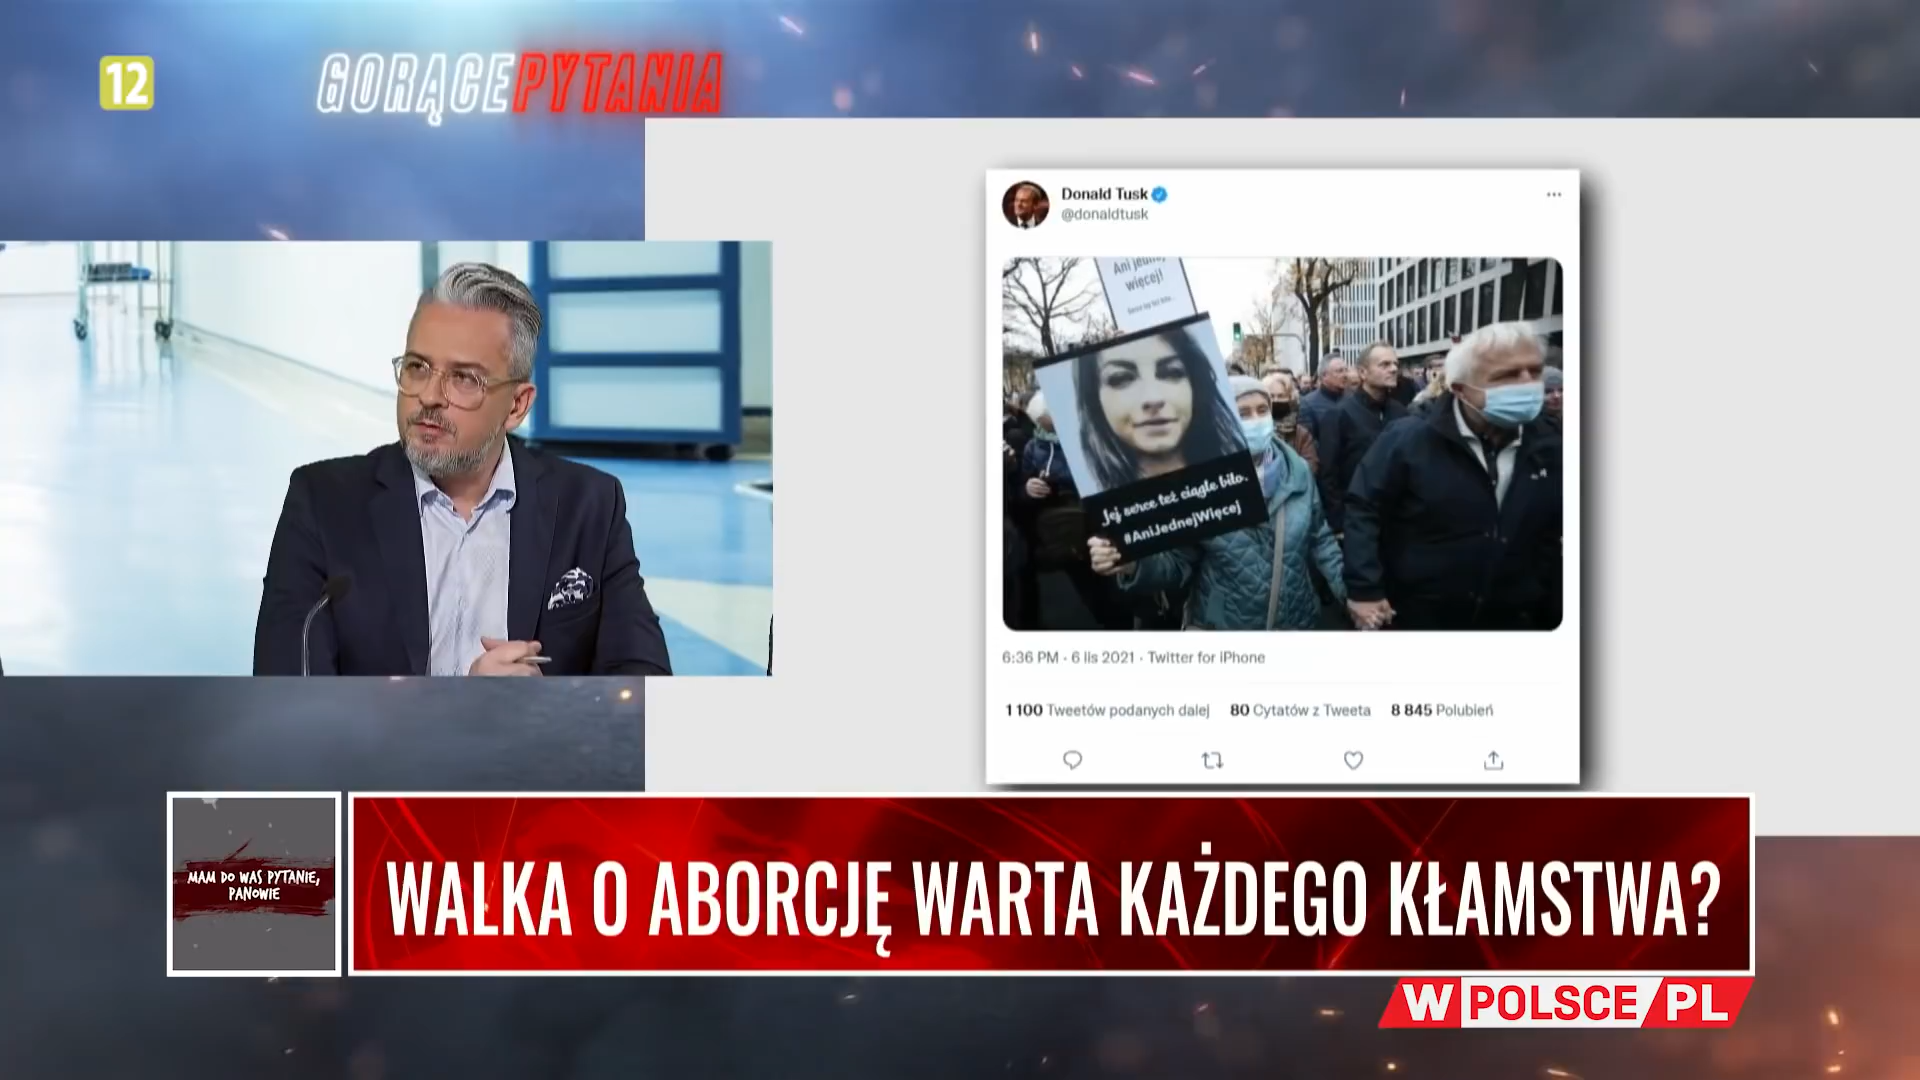 12
GORĄCE PYTANIA
Donald Tusk
@donaldtusk
Ani jednej
więcej!
Jej serce też ciągle biło.
#AniJednejWięcej
6:36 PM · 6 lis 2021 · Twitter for iPhone
1 100 Tweetów podanych dalej 80 Cytatów z Tweeta 8 845 Polubień
MAM DO WAS PYTANIE,
PANOWIE
WALKA O ABORCJĘ WARTA KAŻDEGO KŁAMSTWA?
WPOLSCE/PL